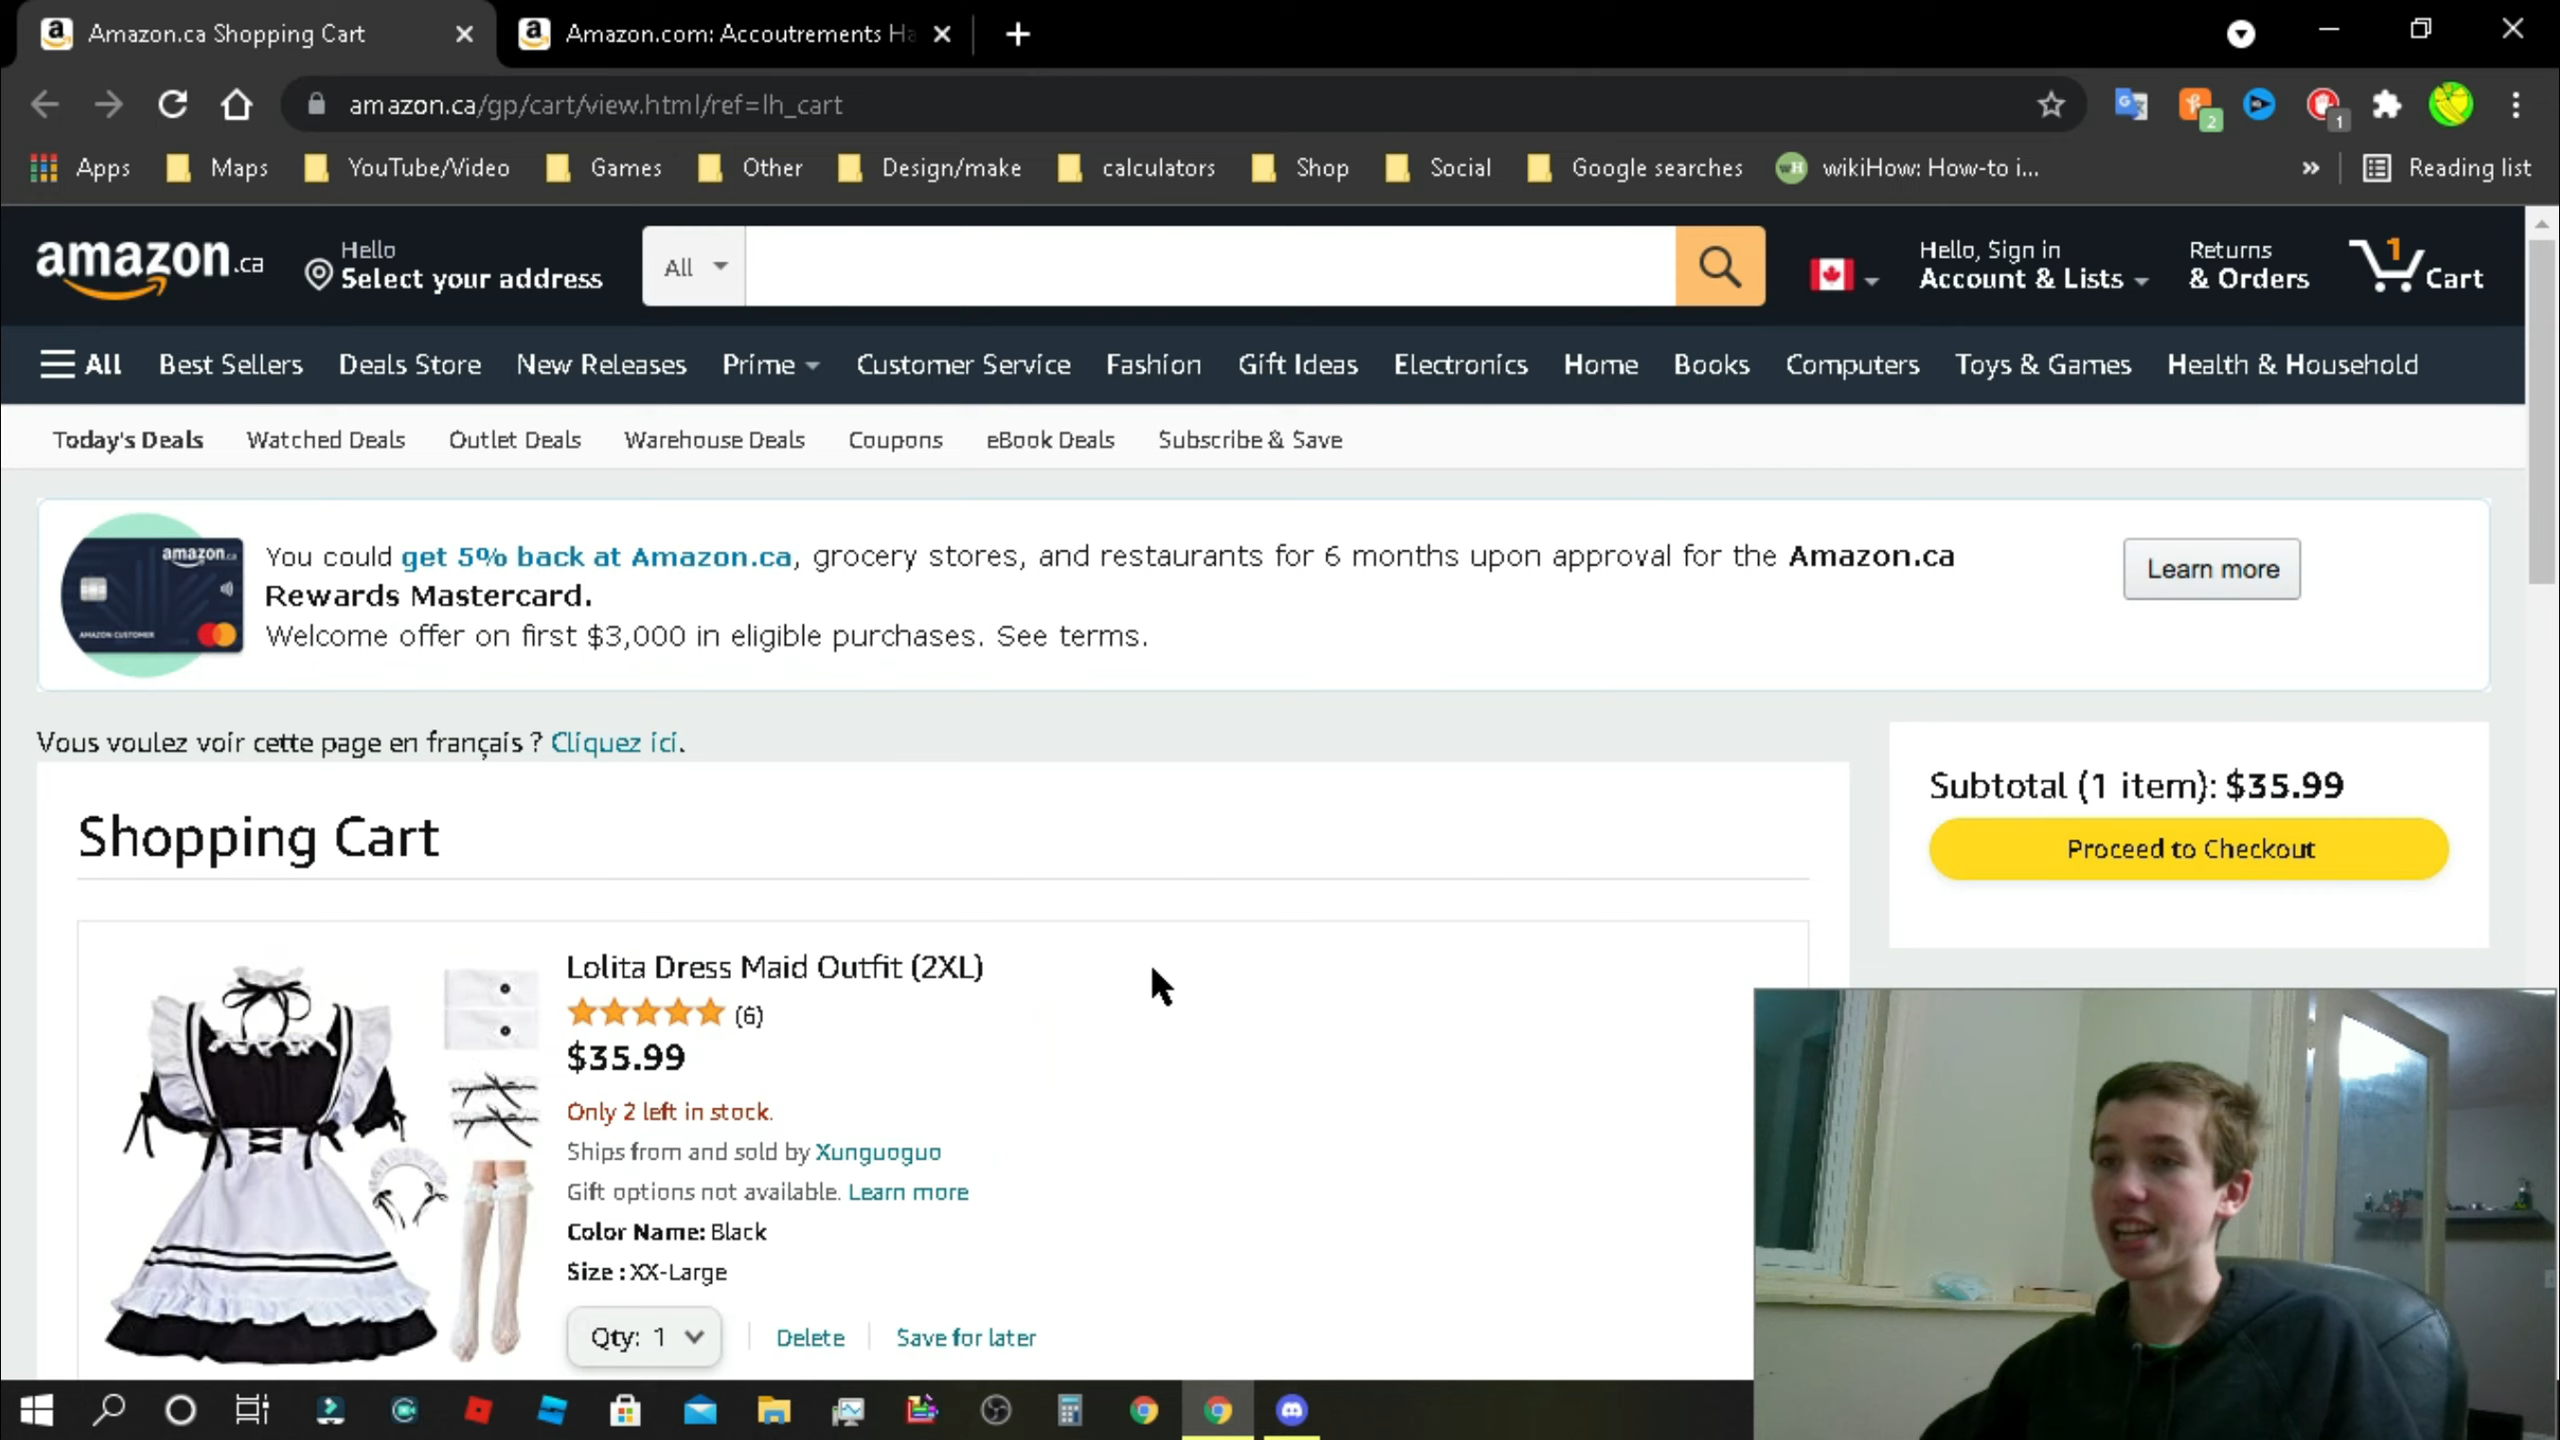 Amazon.ca Shopping Cart
Amazon.com: Accoutrements Ha
amazon.ca/gp/cart/view.html/ref=lh_cart
2
1
Apps Maps YouTube/Video Games Other Design/make calculators Shop Social Google searches wikiHow: How-to i... » Reading list
amazon.ca
Hello
Select your address
All
Hello, Sign in
Account & Lists
Returns
& Orders
1
Cart
All Best Sellers Deals Store New Releases Prime Customer Service Fashion Gift Ideas Electronics Home Books Computers Toys & Games Health & Household
Today's Deals Watched Deals Outlet Deals Warehouse Deals Coupons eBook Deals Subscribe & Save
amazon.ca
AMAZON CUSTOMER
You could get 5% back at Amazon.ca, grocery stores, and restaurants for 6 months upon approval for the Amazon.ca
Rewards Mastercard.
Welcome offer on first $3,000 in eligible purchases. See terms.
Learn more
Vous voulez voir cette page en français ? Cliquez ici.
Shopping Cart
Subtotal (1 item): $35.99
Proceed to Checkout
Lolita Dress Maid Outfit (2XL)
(6)
$35.99
Only 2 left in stock.
Ships from and sold by Xunguoguo
Gift options not available. Learn more
Color Name: Black
Size : XX-Large
Qty: 1
Delete
Save for later